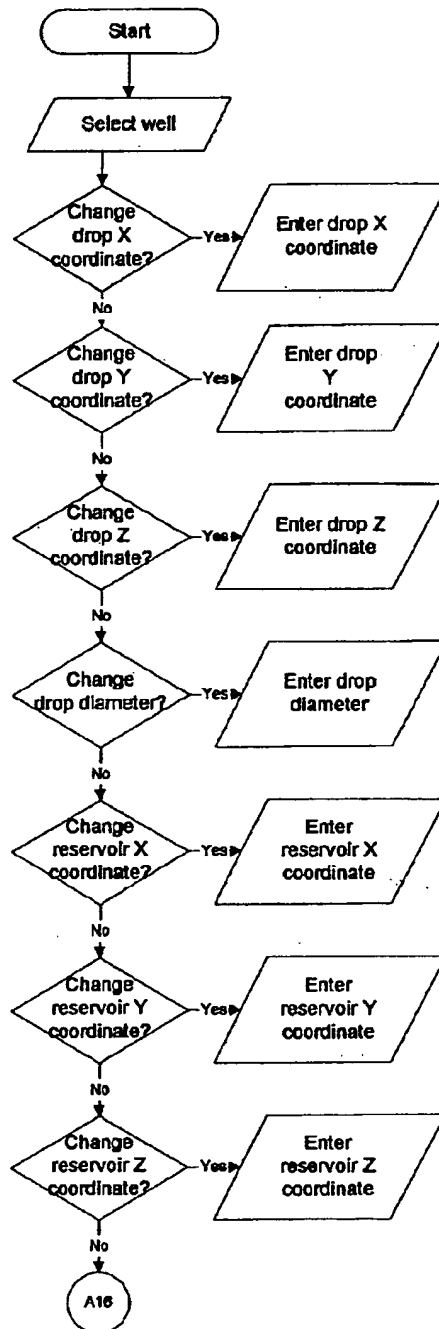 Start
Select well
Change
drop X
coordinate?
Yes
Enter drop X
coordinate
No
Change
drop Y
coordinate?
Yes
Enter drop
Y
coordinate
No
Change
drop Z
coordinate?
Yes
Enter drop Z
coordinate
No
Change
drop diameter?
Yes
Enter drop
diameter
No
Change
reservoir X
coordinate?
Yes
Enter
reservoir X
coordinate
No
Change
reservoir Y
coordinate?
Yes
Enter
reservoir Y
coordinate
No
Change
reservoir Z
coordinate?
Yes
Enter
reservoir Z
coordinate
No
A16